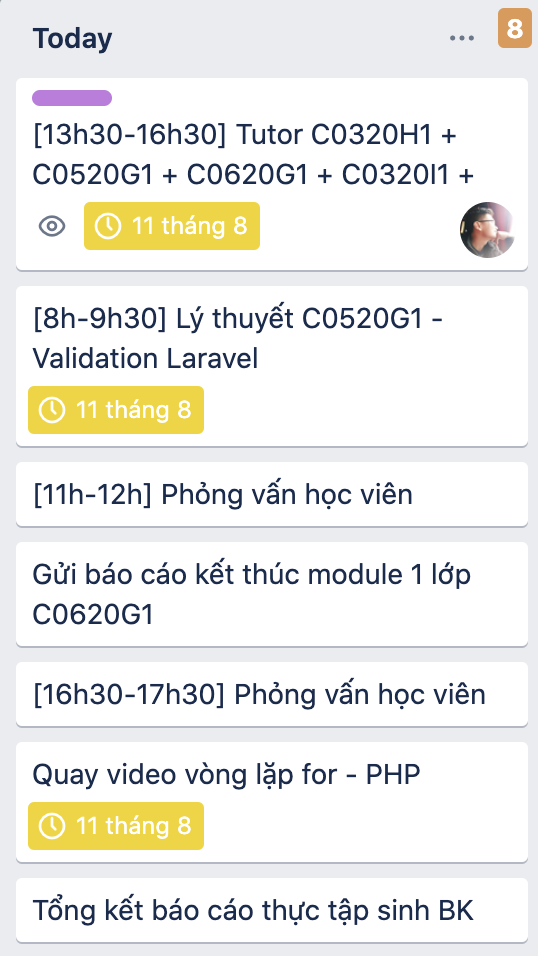 Today
... 8
[13h30-16h30] Tutor C0320H1 +
C0520G1 + C0620G1 + C0320I1 +
11 tháng 8
[8h-9h30] Lý thuyết C0520G1 -
Validation Laravel
11 tháng 8
[11h-12h] Phỏng vấn học viên
Gửi báo cáo kết thúc module 1 lớp
C0620G1
[16h30-17h30] Phỏng vấn học viên
Quay video vòng lặp for - PHP
11 tháng 8
Tổng kết báo cáo thực tập sinh BK